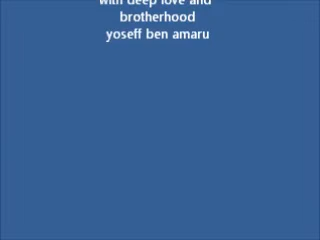 with deep love and
brotherhood
yoseff ben amaru